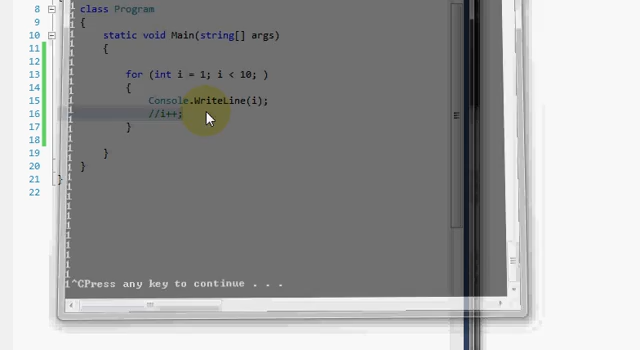 8 class Program
9 {
10 static void Main(string[] args)
11 {
12
13 for (int i = 1; i < 10; )
14 {
15 Console.WriteLine(i);
16 //i++;
17 }
18
19 }
20 }
21 }
22
1^CPress any key to continue . . .